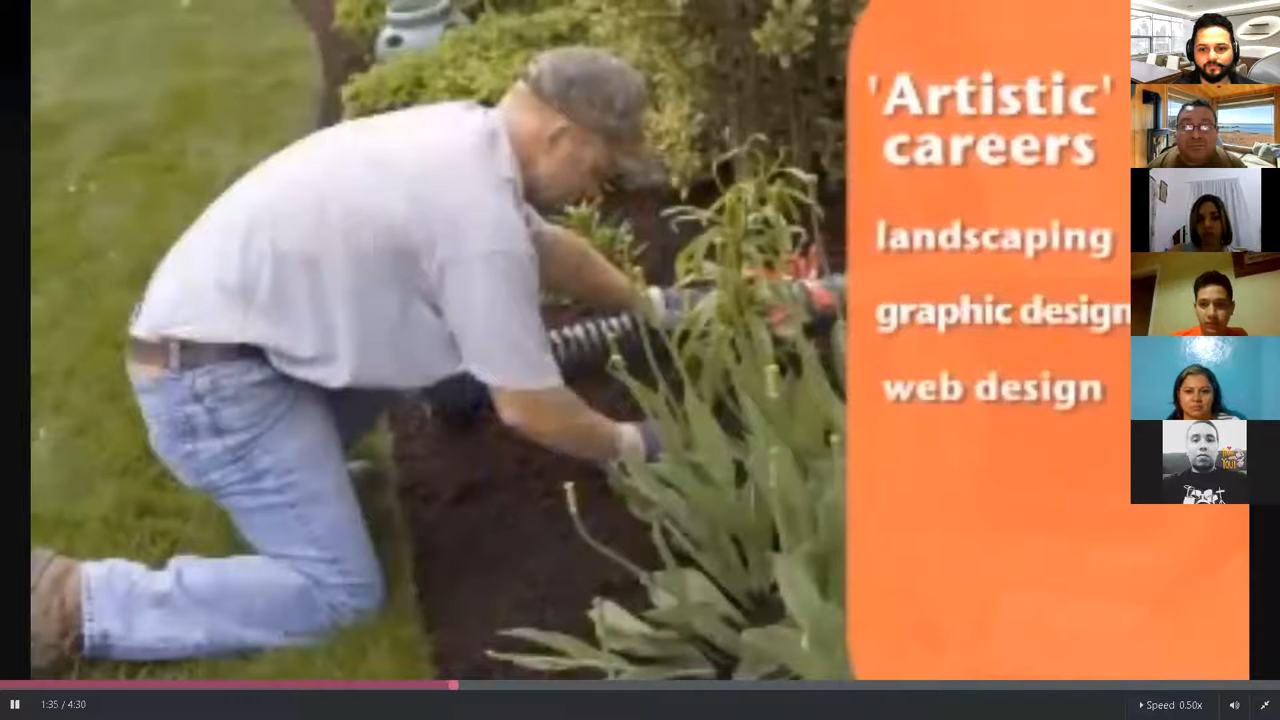 'Artistic'
careers
landscaping
graphic design
web design
1:35 / 4:30
Speed 0.50x